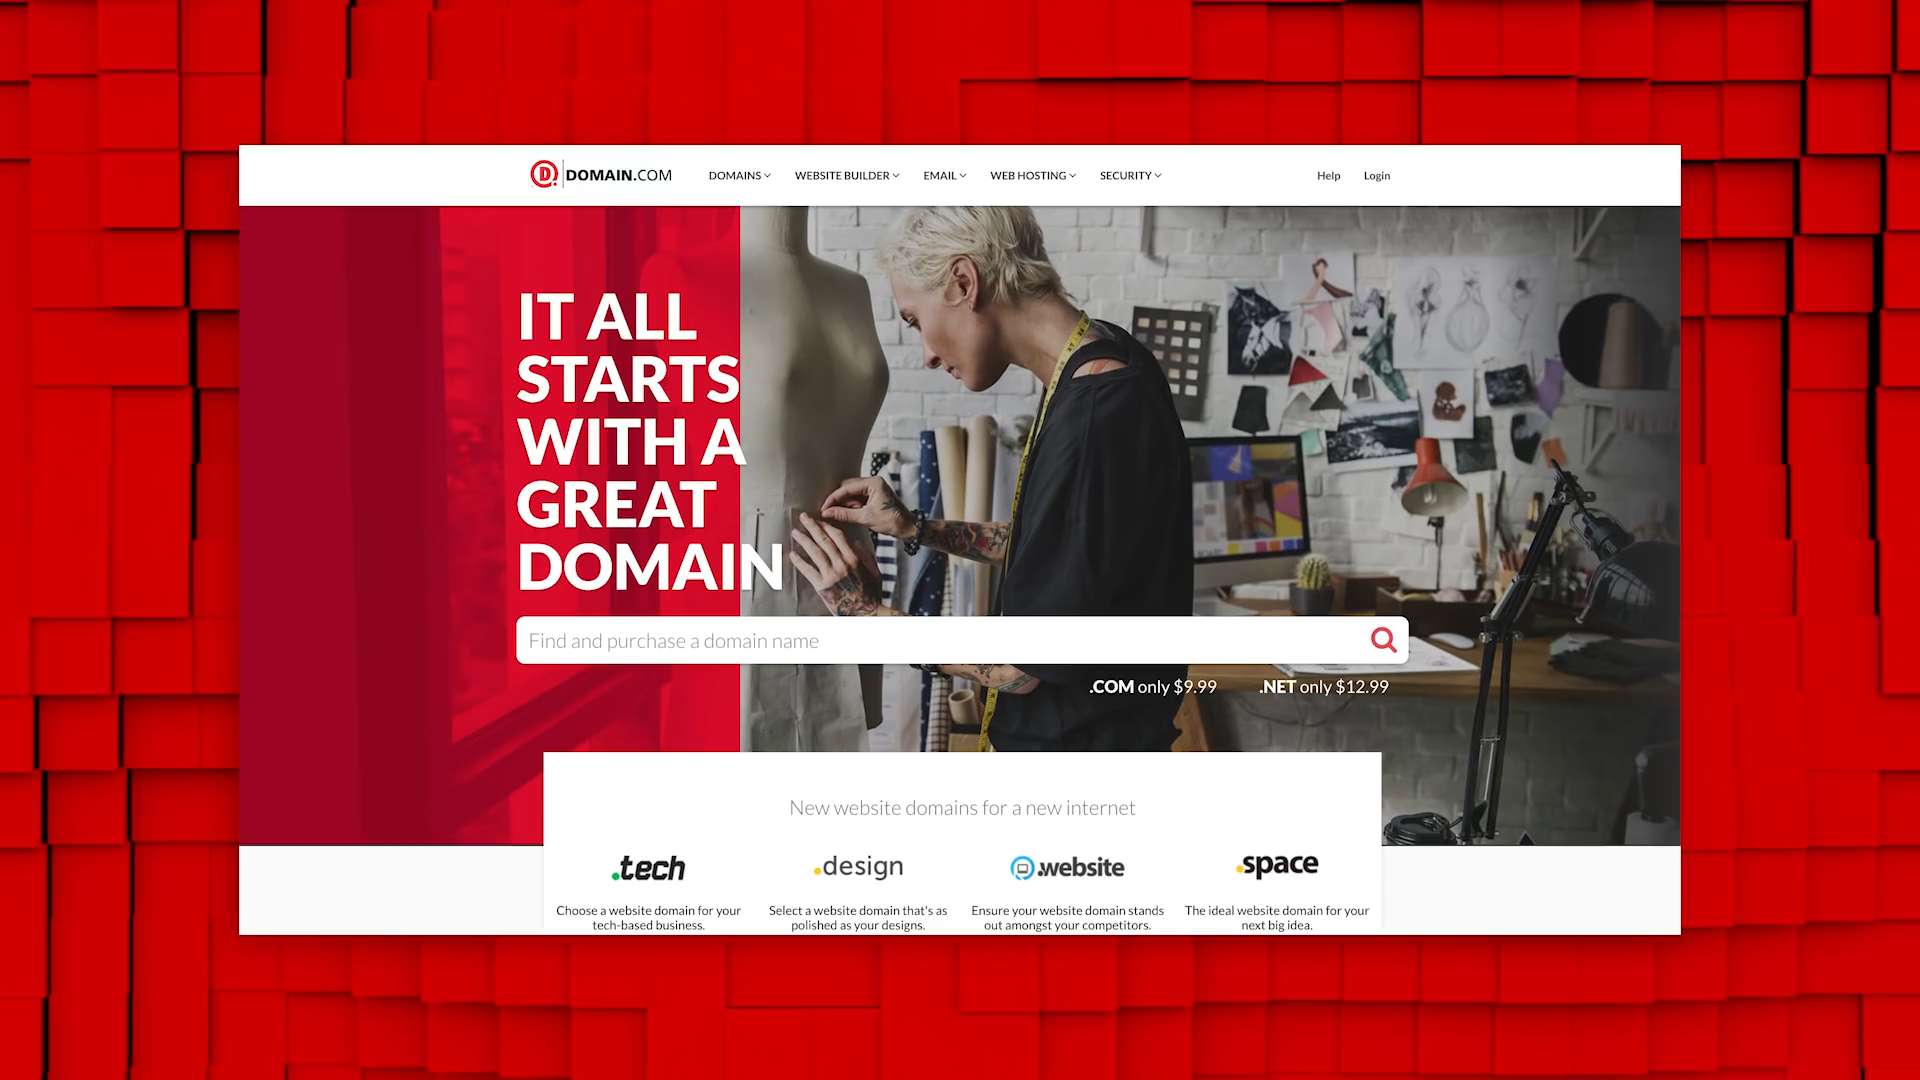 DOMAIN.COM
DOMAINS
WEBSITE BUILDER
EMAIL
WEB HOSTING
SECURITY
Help
Login
IT ALL
STARTS
WITH A
GREAT
DOMAIN
Find and purchase a domain name
.COM only $9.99
.NET only $12.99
New website domains for a new internet
.tech
Choose a website domain for your
tech-based business.
.design
Select a website domain that's as
polished as your designs.
.website
Ensure your website domain stands
out amongst your competitors.
.space
The ideal website domain for your
next big idea.